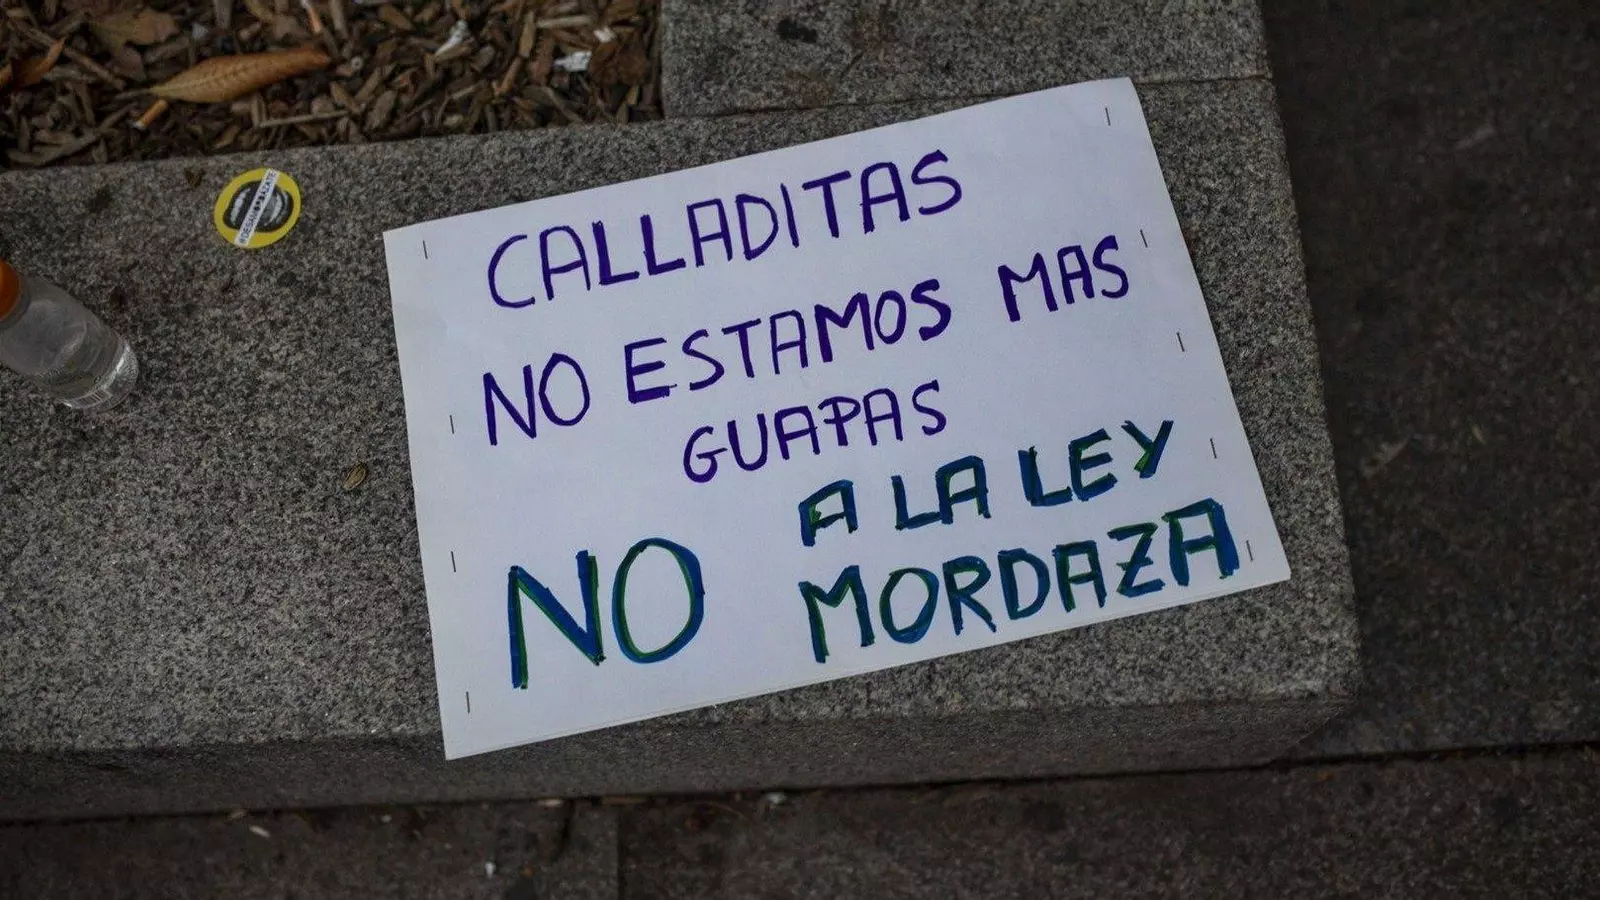 CALLADITAS
NO ESTAMOS MAS
GUAPAS
A LA LEY
NO MORDAZA